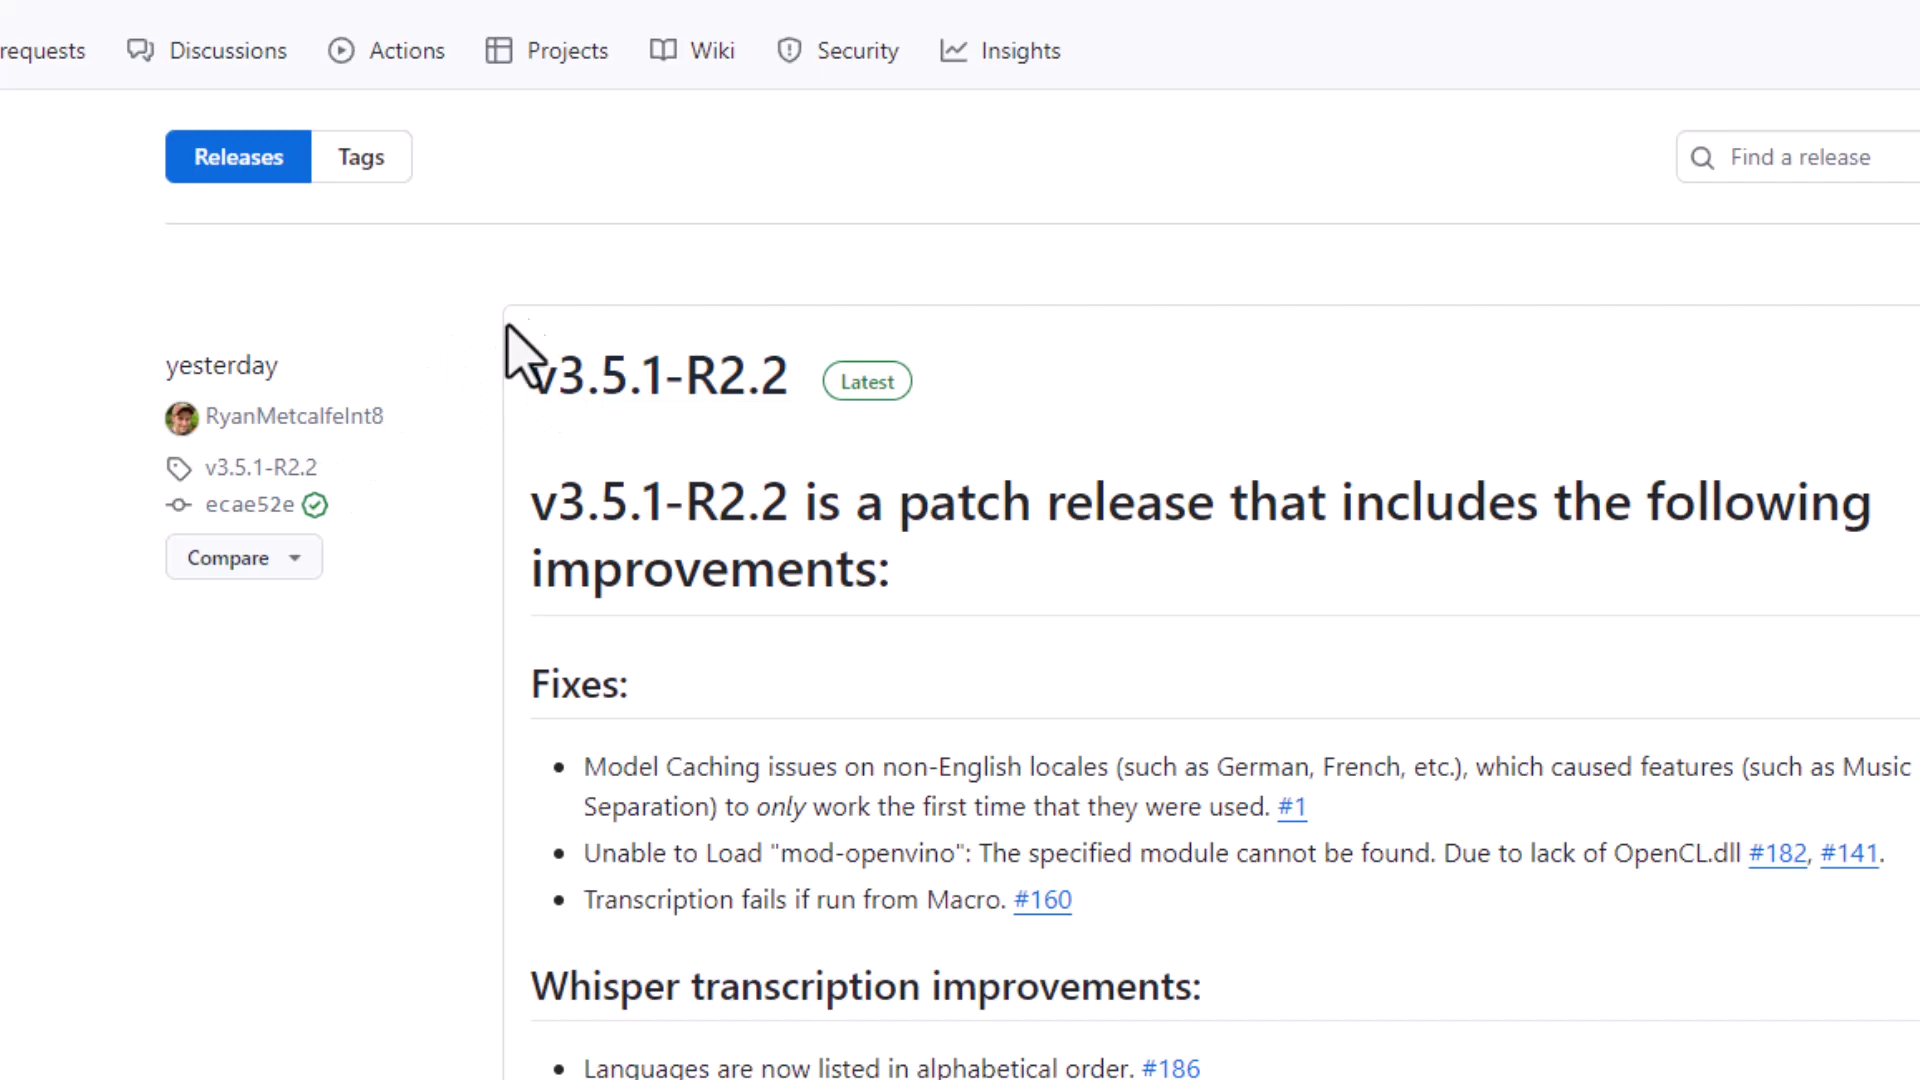 requests Discussions Actions Projects Wiki Security Insights
Releases Tags Find a release
yesterday
RyanMetcalfeInt8
v3.5.1-R2.2
ecae52e
Compare
v3.5.1-R2.2 Latest
v3.5.1-R2.2 is a patch release that includes the following
improvements:
Fixes:
Model Caching issues on non-English locales (such as German, French, etc.), which caused features (such as Music
Separation) to only work the first time that they were used. #1
Unable to Load "mod-openvino": The specified module cannot be found. Due to lack of OpenCL.dll #182, #141.
Transcription fails if run from Macro. #160
Whisper transcription improvements:
Languages are now listed in alphabetical order. #186